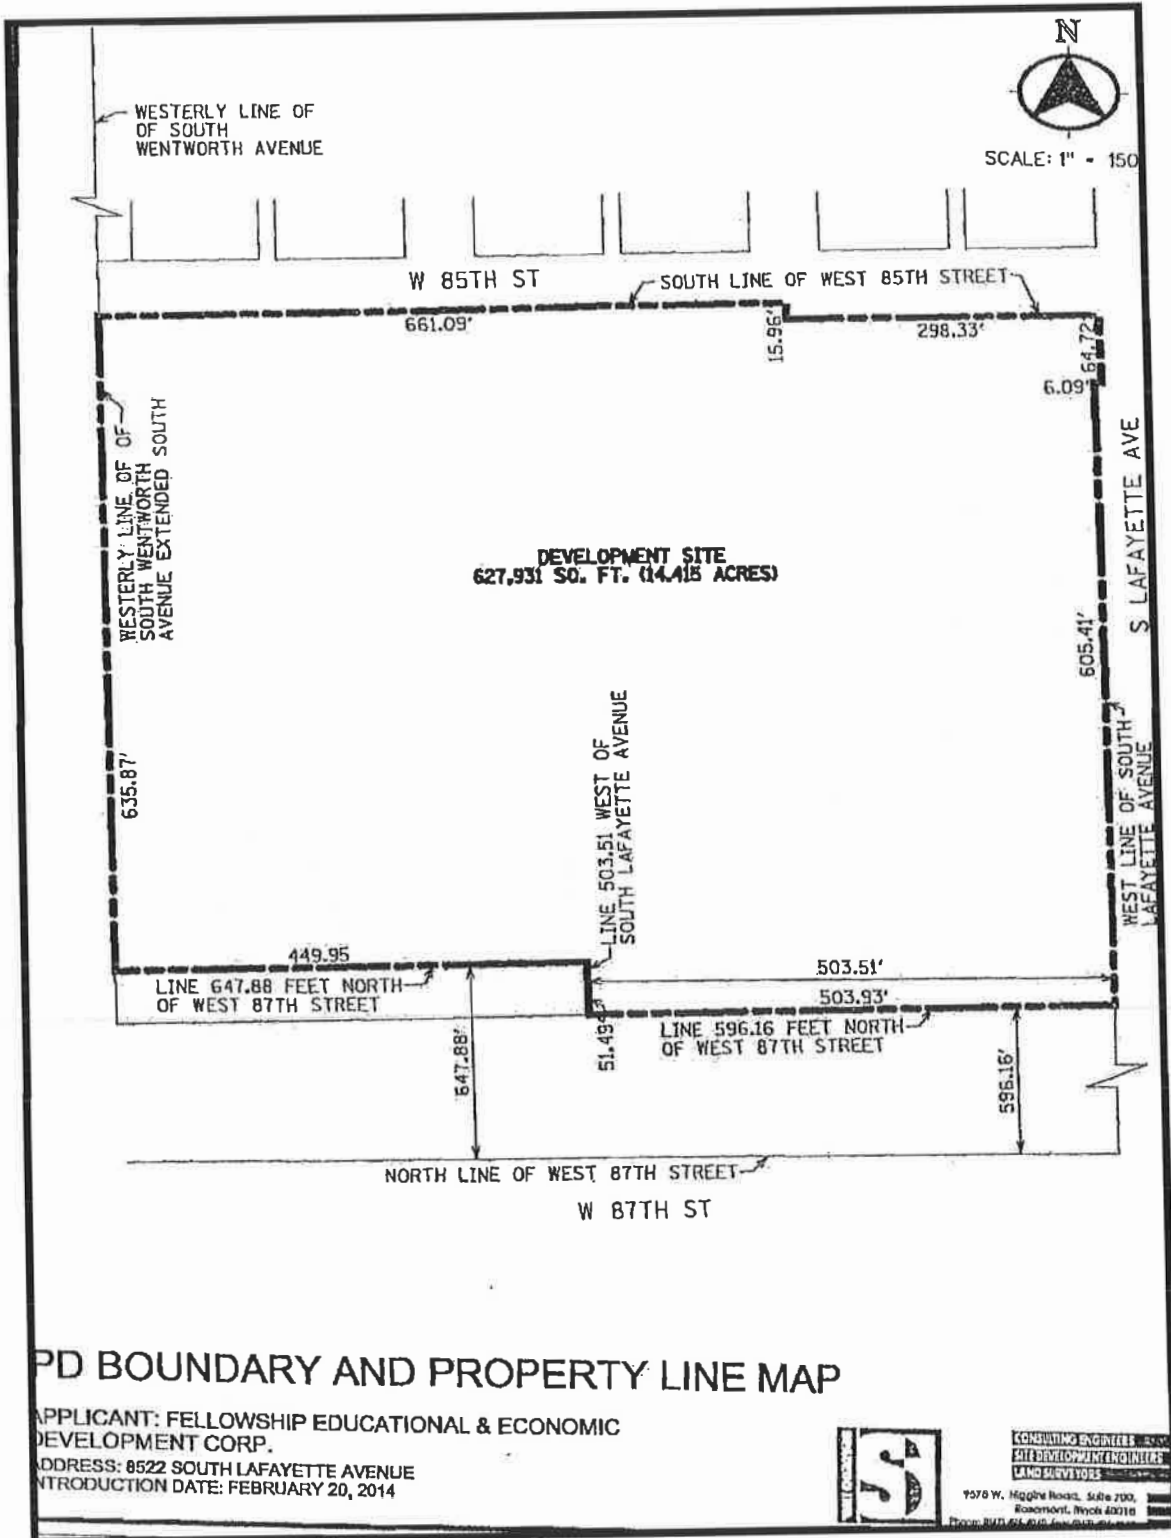 N
SCALE: 1" = 150
WESTERLY LINE OF
OF SOUTH
WENTWORTH AVENUE
W 85TH ST
SOUTH LINE OF WEST 85TH STREET
661.09'
15.96'
298.33'
64.72'
6.09'
WESTERLY LINE OF OF
SOUTH WENTWORTH
AVENUE EXTENDED SOUTH
S LAFAYETTE AVE
DEVELOPMENT SITE
627,931 SQ. FT. (14.415 ACRES)
605.41'
635.87'
LINE 503.51 WEST OF
SOUTH LAFAYETTE AVENUE
WEST LINE OF SOUTH
LAFAYETTE AVENUE
449.95
LINE 647.88 FEET NORTH
OF WEST 87TH STREET
503.51'
503.93'
51.49
LINE 596.16 FEET NORTH
OF WEST 87TH STREET
647.88'
596.16'
NORTH LINE OF WEST 87TH STREET
W 87TH ST
PD BOUNDARY AND PROPERTY LINE MAP
APPLICANT: FELLOWSHIP EDUCATIONAL & ECONOMIC
DEVELOPMENT CORP.
ADDRESS: 8522 SOUTH LAFAYETTE AVENUE
INTRODUCTION DATE: FEBRUARY 20, 2014
CONSULTING ENGINEERS
SITE DEVELOPMENT ENGINEERS
LAND SURVEYORS
9575 W. Higgins Road, Suite 700,
Rosemont, Illinois 60018